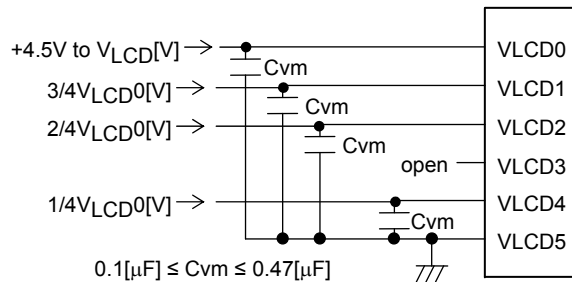 +4.5V to VLCD[V] VLCD0
Cvm
3/4VLCD0[V] VLCD1
Cvm
2/4VLCD0[V] VLCD2
Cvm
open VLCD3
1/4VLCD0[V] VLCD4
Cvm
VLCD5
0.1[μF] ≤ Cvm ≤ 0.47[μF]